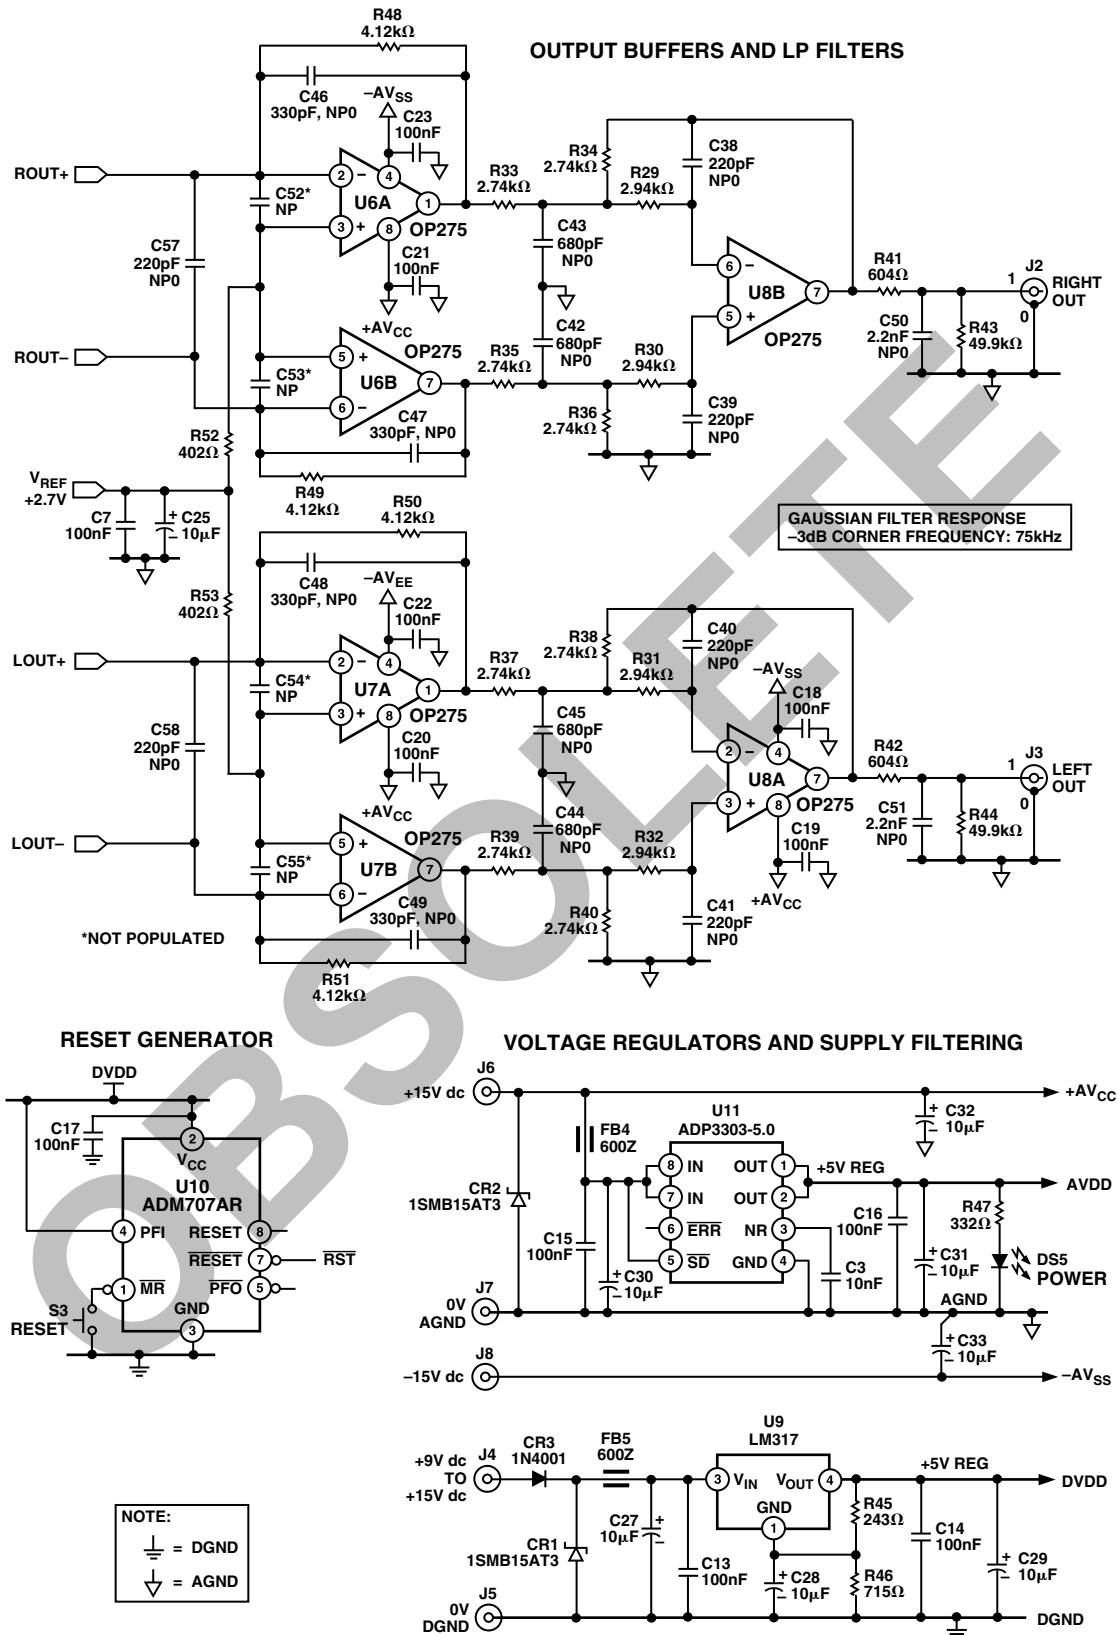 OUTPUT BUFFERS AND LP FILTERS
R48
4.12kΩ
C46
330pF, NP0
–AVSS
C23
100nF
ROUT+
C52*
NP
2 –
4
U6A
1
3 +
8
OP275
C21
100nF
+AVCC
C57
220pF
NP0
ROUT–
C53*
NP
5 +
U6B
7
6 –
OP275
C47
330pF, NP0
R49
4.12kΩ
R33
2.74kΩ
R34
2.74kΩ
R29
2.94kΩ
C38
220pF
NP0
C43
680pF
NP0
C42
680pF
NP0
R35
2.74kΩ
R30
2.94kΩ
R36
2.74kΩ
C39
220pF
NP0
6 –
U8B
7
5 +
OP275
R41
604Ω
C50
2.2nF
NP0
R43
49.9kΩ
J2
1
RIGHT
OUT
0
R52
402Ω
VREF
+2.7V
C7
100nF
+
–
C25
10μF
R53
402Ω
GAUSSIAN FILTER RESPONSE
–3dB CORNER FREQUENCY: 75kHz
R50
4.12kΩ
C48
330pF, NP0
–AVEE
C22
100nF
LOUT+
C54*
NP
2 –
4
U7A
1
3 +
8
OP275
C20
100nF
+AVCC
C58
220pF
NP0
LOUT–
C55*
NP
5 +
U7B
7
6 –
OP275
C49
330pF, NP0
R51
4.12kΩ
*NOT POPULATED
R37
2.74kΩ
R38
2.74kΩ
R31
2.94kΩ
C40
220pF
NP0
C45
680pF
NP0
C44
680pF
NP0
R39
2.74kΩ
R32
2.94kΩ
R40
2.74kΩ
C41
220pF
NP0
–AVSS
C18
100nF
2 –
4
U8A
7
3 +
8
OP275
C19
100nF
+AVCC
R42
604Ω
C51
2.2nF
NP0
R44
49.9kΩ
J3
1
LEFT
OUT
0
OBSOLETE
RESET GENERATOR
DVDD
C17
100nF
2
VCC
U10
ADM707AR
4 PFI
RESET 8
RESET 7
RST
1 MR
PFO 5
GND
3
S3
RESET
VOLTAGE REGULATORS AND SUPPLY FILTERING
J6
+15V dc
+AVCC
+
–
C32
10μF
FB4
600Z
U11
ADP3303-5.0
8 IN
OUT 1
7 IN
OUT 2
6 ERR
NR 3
5 SD
GND 4
+5V REG
AVDD
CR2
1SMB15AT3
C15
100nF
+
–
C30
10μF
C3
10nF
C16
100nF
+
–
C31
10μF
R47
332Ω
DS5
POWER
J7
0V
AGND
AGND
+
–
C33
10μF
J8
–15V dc
–AVSS
+9V dc
TO
+15V dc
J4
CR3
1N4001
FB5
600Z
U9
LM317
3 VIN
VOUT 4
GND
1
+5V REG
DVDD
CR1
1SMB15AT3
C27
10μF
+
–
C13
100nF
+
–
C28
10μF
R45
243Ω
R46
715Ω
C14
100nF
+
–
C29
10μF
J5
0V
DGND
DGND
NOTE:
= DGND
= AGND